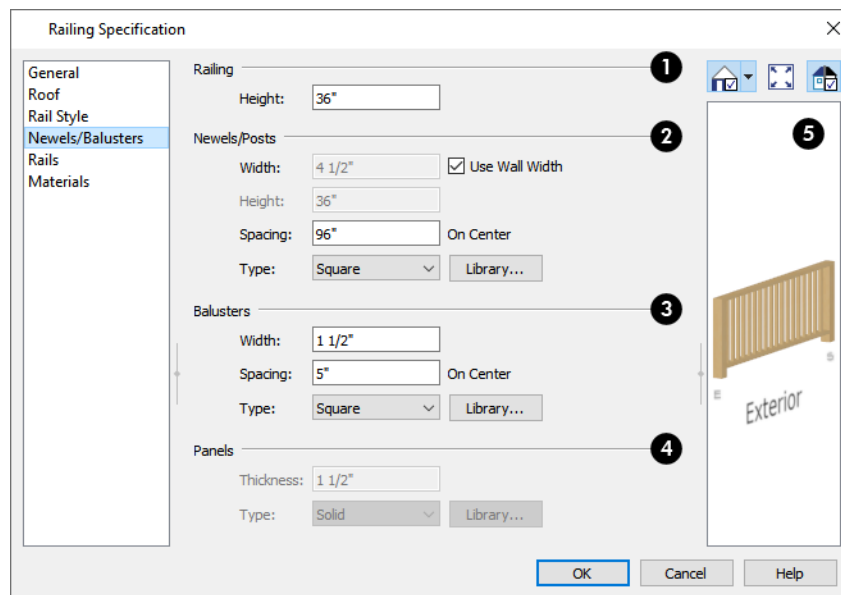 Railing Specification
General
Roof
Rail Style
Newels/Balusters
Rails
Materials
Railing
1
Height: 36"
Newels/Posts
2
Width: 4 1/2" Use Wall Width
Height: 36"
Spacing: 96" On Center
Type: Square Library...
Balusters
3
Width: 1 1/2"
Spacing: 5" On Center
Type: Square Library...
Panels
4
Thickness: 1 1/2"
Type: Solid Library...
5
E
S
Exterior
OK Cancel Help